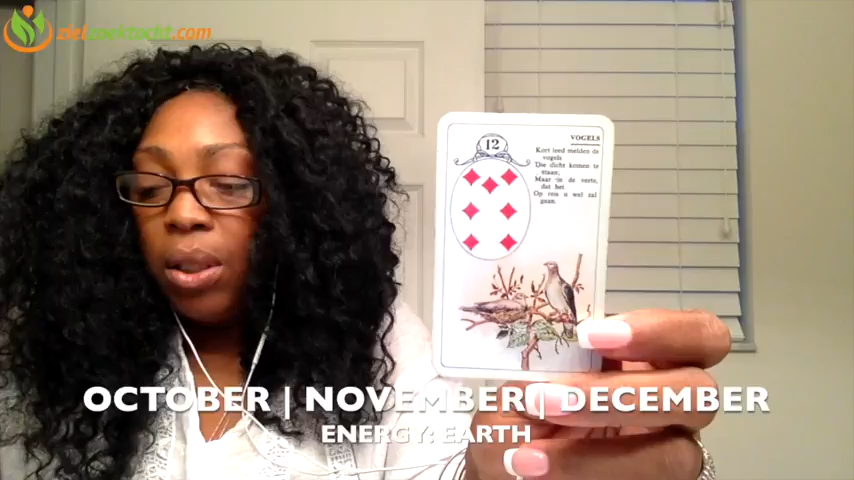 zielzoektocht.com
12
VOGELS
Kort leed melden de
vogels
Die dicht komen te
staan;
Maar in de verte,
dat het
Op reis u wel zal
gaan.
OCTOBER | NOVEMBER | DECEMBER
ENERGY: EARTH